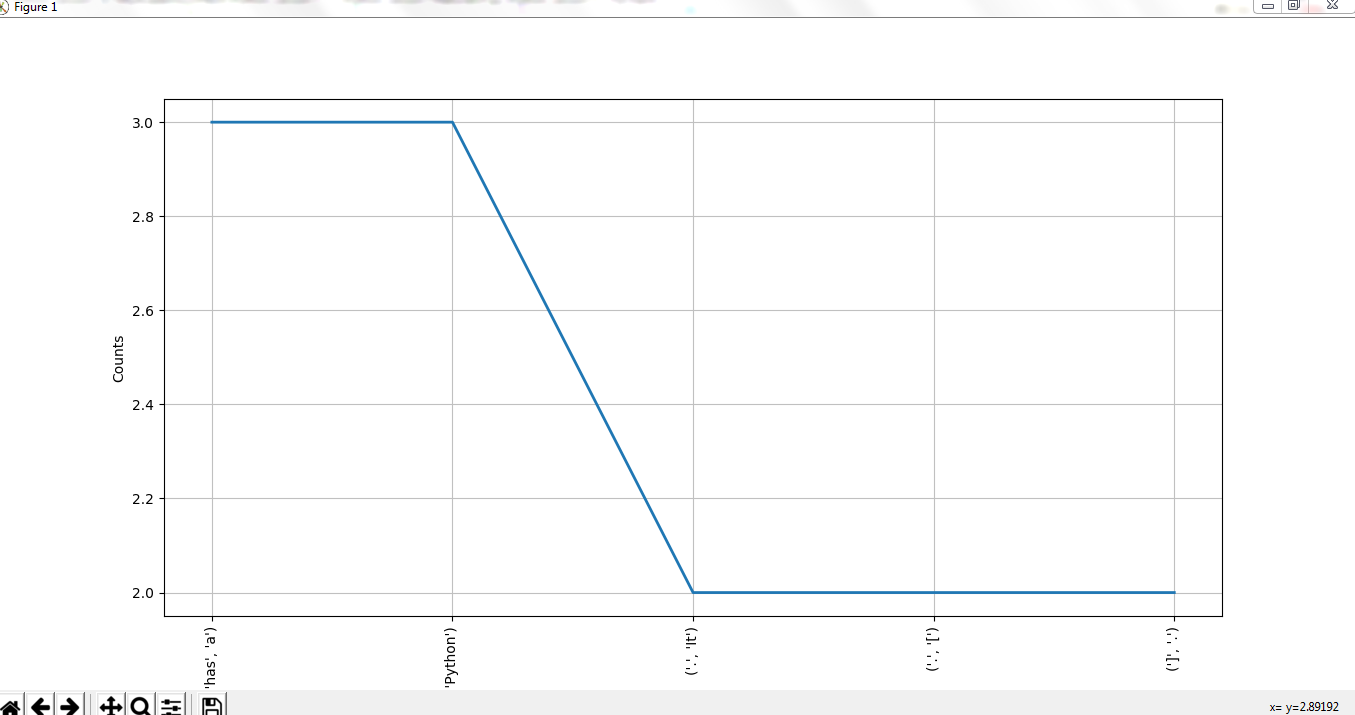 Figure 1
3.0
2.8
2.6
2.4
2.2
2.0
Counts
'has', 'a')
'Python')
('.', 'It')
('.', '[')
(']', '.')
x= y=2.89192